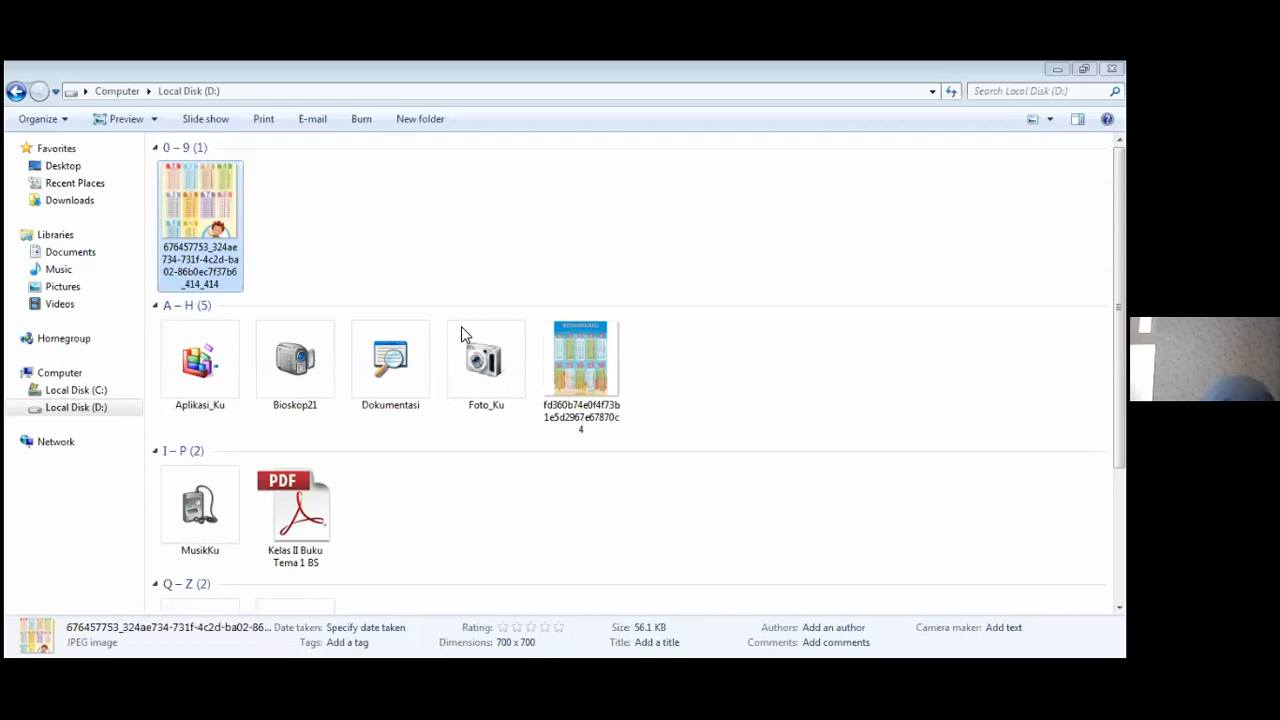 Computer
Local Disk (D:)
Search Local Disk (D:)
Organize
Preview
Slide show
Print
E-mail
Burn
New folder
Favorites
Desktop
Recent Places
Downloads
Libraries
Documents
Music
Pictures
Videos
Homegroup
Computer
Local Disk (C:)
Local Disk (D:)
Network
0 – 9 (1)
676457753_324ae
734-731f-4c2d-ba
02-86b0ec7f37b6
_414_414
A – H (5)
Aplikasi_Ku
Bioskop21
Dokumentasi
Foto_Ku
fd360b74e0f4f73b
1e5d2967e67870c
4
I – P (2)
PDF
MusikKu
Kelas II Buku
Tema 1 BS
Q – Z (2)
676457753_324ae734-731f-4c2d-ba02-86...
JPEG image
Date taken: Specify date taken
Tags: Add a tag
Rating:
Dimensions: 700 x 700
Size: 56.1 KB
Title: Add a title
Authors: Add an author
Comments: Add comments
Camera maker: Add text